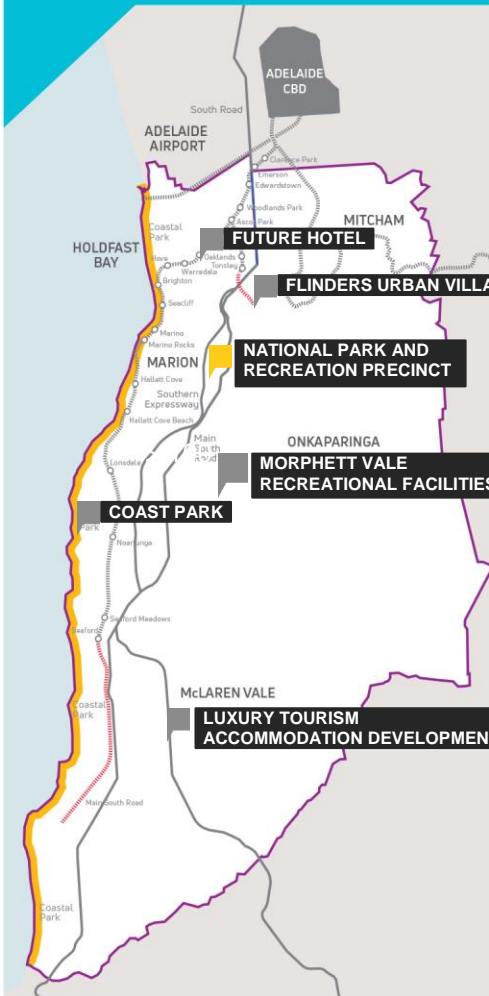 ADELAIDE
CBD
South Road
ADELAIDE
AIRPORT
Clarence Park
Emerson
Edwardstown
Woodlands Park
Ascot Park
MITCHAM
Coastal
Park
HOLDFAST
BAY
FUTURE HOTEL
Hove
Oaklands
Warradale
Tonsley
Brighton
FLINDERS URBAN VILLA
Seacliff
Marino
Marino Rocks
NATIONAL PARK AND
RECREATION PRECINCT
MARION
Hallett Cove
Southern
Expressway
Hallett Cove Beach
Main
South
Road
ONKAPARINGA
Lonsdale
MORPHETT VALE
RECREATIONAL FACILITIES
COAST PARK
Park
Noarlunga
Seaford Meadows
Seaford
McLAREN VALE
Coastal
Park
LUXURY TOURISM
ACCOMMODATION DEVELOPMEN
Main South Road
Coastal
Park